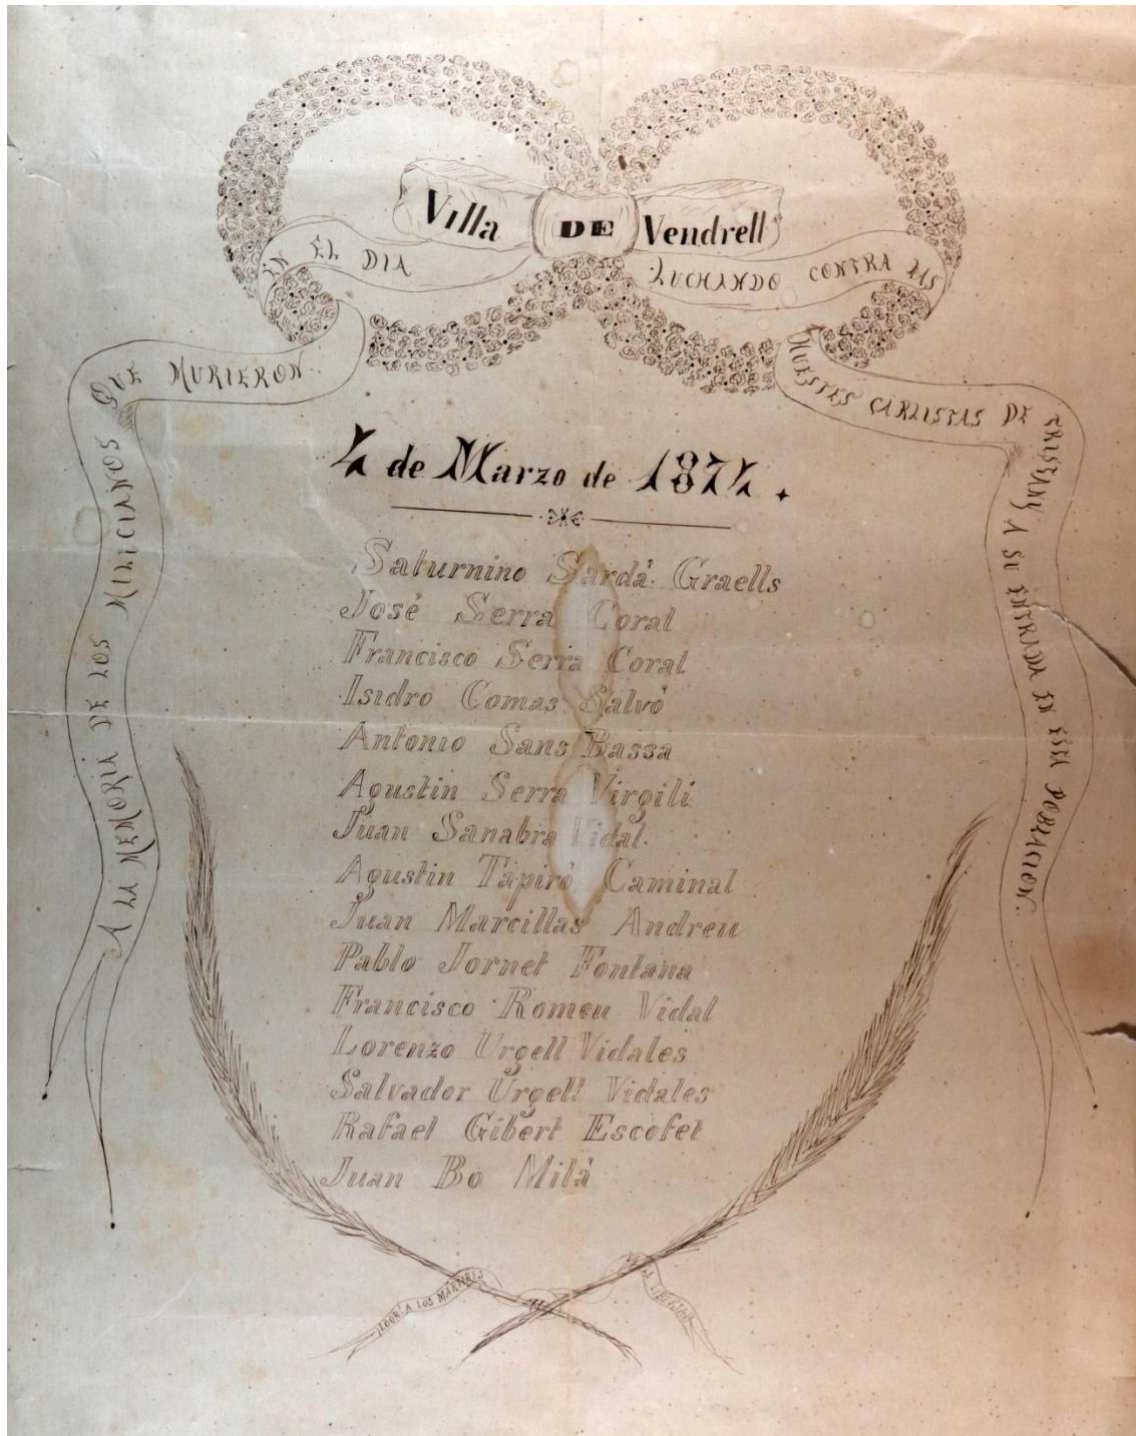 Villa DE Vendrell
A LA MEMORIA DE LOS MILICIANOS QUE MURIERON
EN EL DIA
LUCHANDO CONTRA LAS
HUESTES CARLISTAS DE TRISTANY A SU ENTRADA EN ESTA POBLACION.
4 de Marzo de 1874.
Saturnino Sardá Graells
José Serra Coral
Francisco Serra Coral
Isidro Comas Salvó
Antonio Sans Bassa
Agustin Serra Virgili
Juan Sanabra Vidal.
Agustin Tapiró Caminal
Juan Marcillas Andreu
Pablo Jornet Fontana
Francisco Romeu Vidal
Lorenzo Urgell Vidales
Salvador Urgell Vidales
Rafael Gibert Escofet
Juan Bo Milá
¡LOOR! A LOS MÁRTIRES